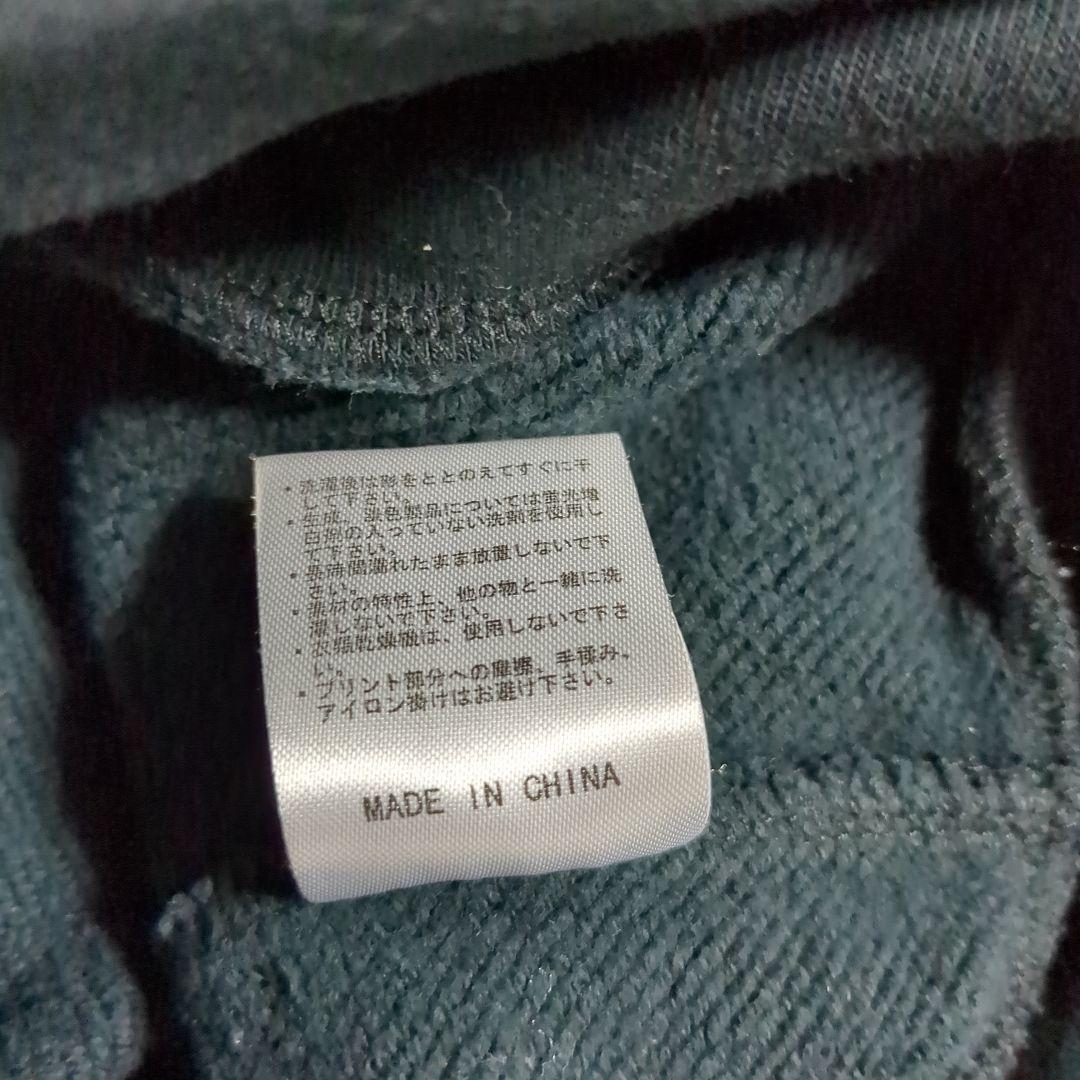 ・洗濯後は形をととのえてすぐに干
して下さい。
・生成、染色製品については蛍光増
白剤の入っていない洗剤を使用し
て下さい。
・長時間濡れたまま放置しないで下
さい。
・素材の特性上、他の物と一緒に洗
濯しないで下さい。
・衣類乾燥機は、使用しないで下さ
い。
・プリント部分への摩擦、手揉み、
アイロン掛けはお避け下さい。
MADE IN CHINA